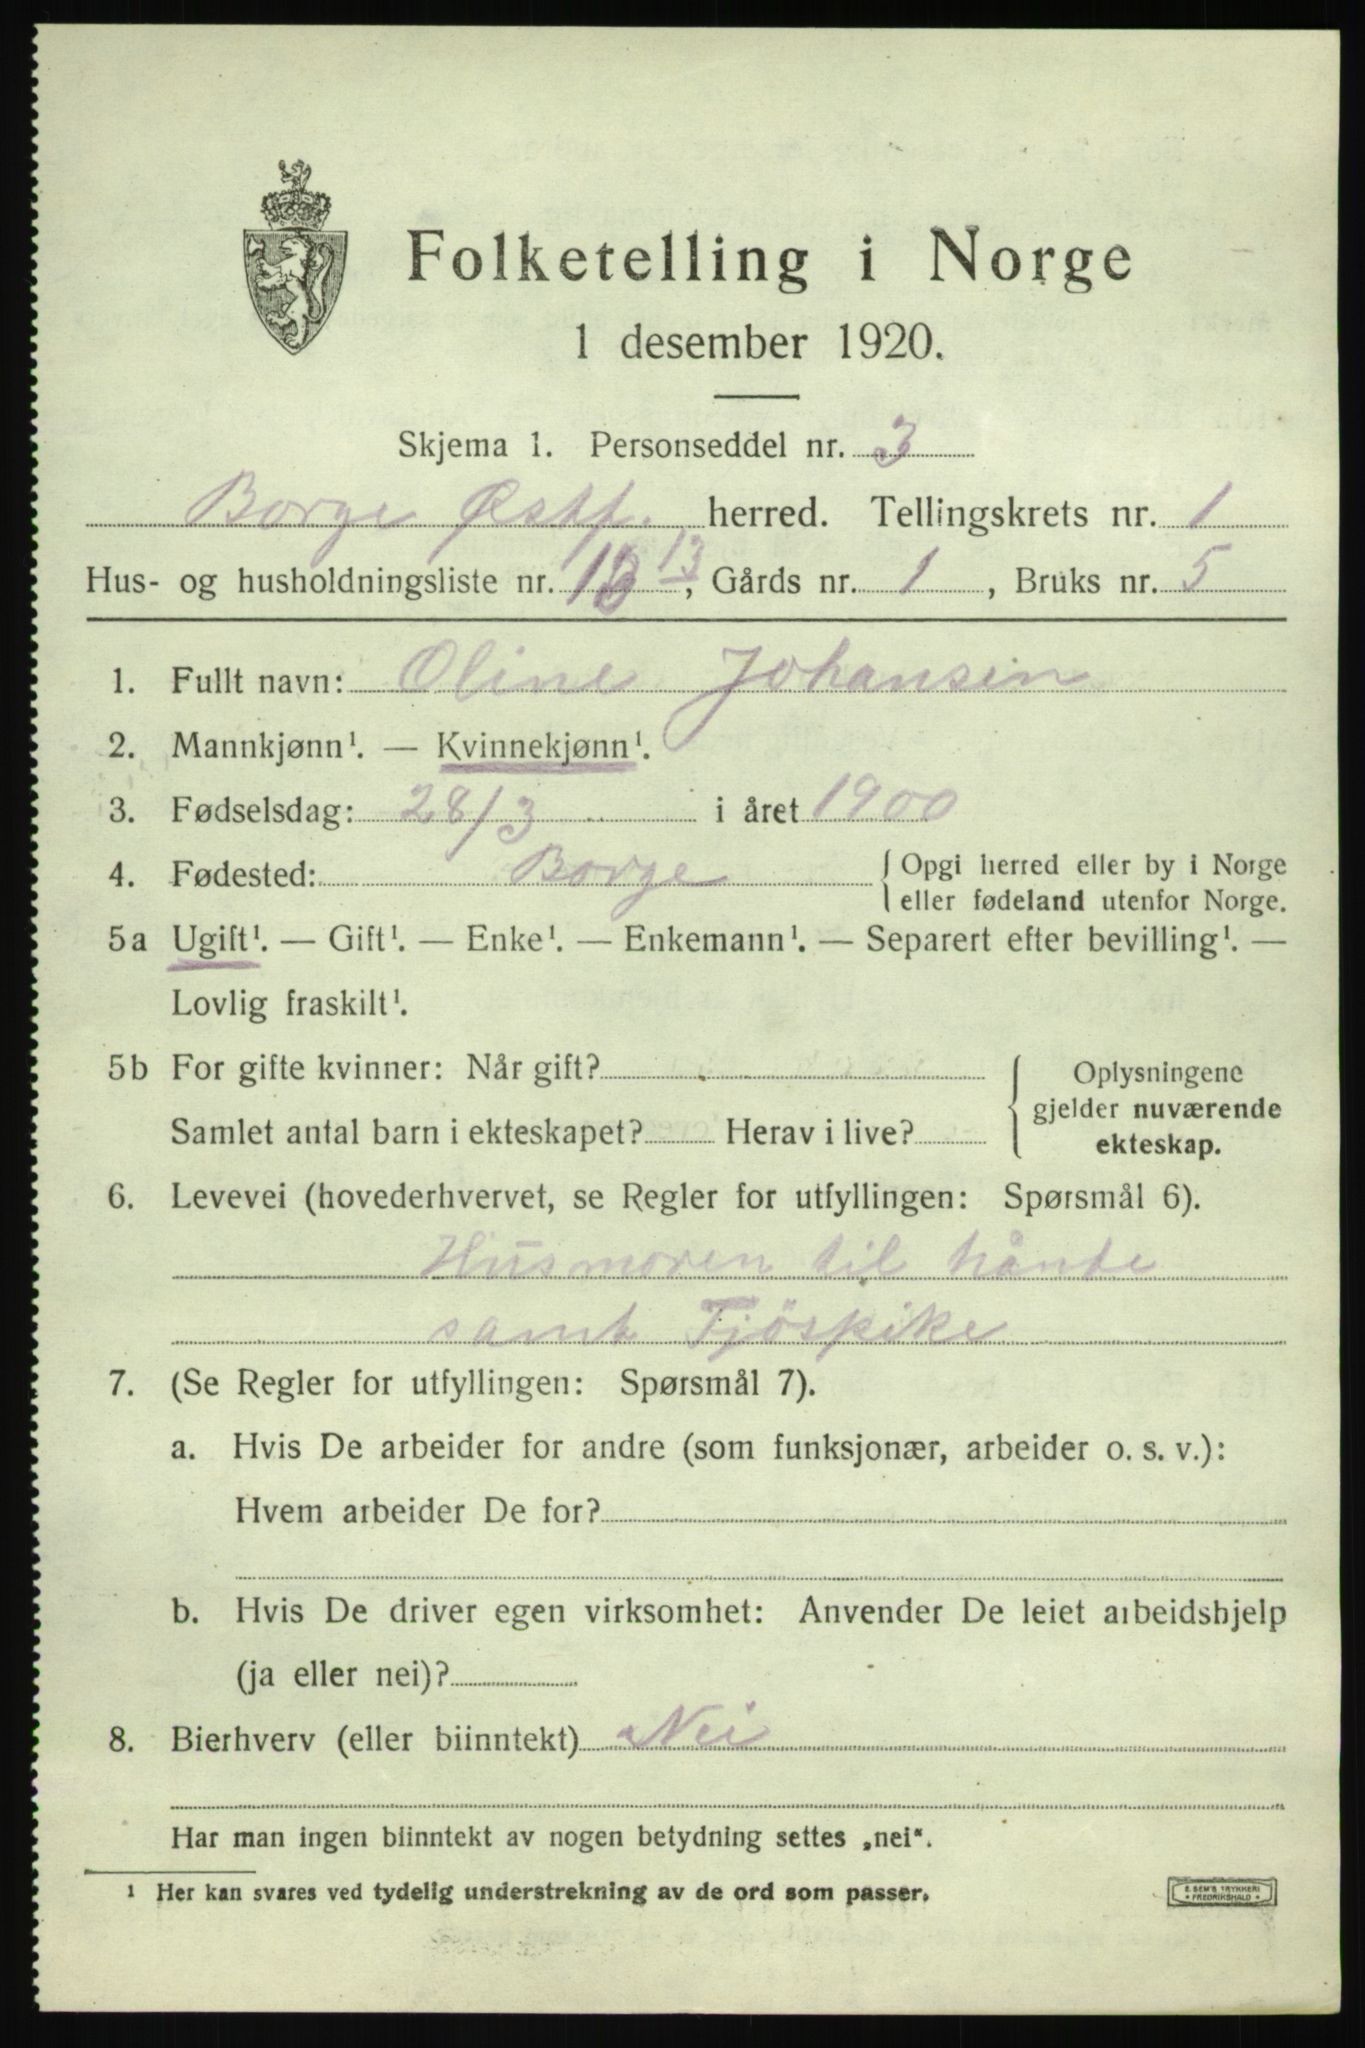 Folketelling i Norge
1 desember 1920.
Skjema 1. Personseddel nr. 3
Borge Østf. herred. Tellingskrets nr. 1
Hus- og husholdningsliste nr. 13 13, Gårds nr. 1, Bruks nr. 5
1. Fullt navn: Oline Johansen
2. Mannkjønn¹. — Kvinnekjønn¹.
3. Fødselsdag: 28/3 i året 1900
4. Fødested: Borge { Opgi herred eller by i Norge
eller fødeland utenfor Norge.
5a Ugift¹. — Gift¹. — Enke¹. — Enkemann¹. — Separert efter bevilling¹. —
Lovlig fraskilt¹.
5b For gifte kvinner: Når gift?
Samlet antal barn i ekteskapet? Herav i live?
{ Oplysningene
gjelder nuværende
ekteskap.
6. Levevei (hovederhvervet, se Regler for utfyllingen: Spørsmål 6).
Husmoren til hånde
samt Fjöspike
7. (Se Regler for utfyllingen: Spørsmål 7).
a. Hvis De arbeider for andre (som funksjonær, arbeider o. s. v.):
Hvem arbeider De for?
b. Hvis De driver egen virksomhet: Anvender De leiet arbeidshjelp
(ja eller nei)?
8. Bierhverv (eller biinntekt) Nei
Har man ingen biinntekt av nogen betydning settes „nei“.
¹ Her kan svares ved tydelig understrekning av de ord som passer.
E. SEM'S TRYKKERI
FREDRIKSHALD